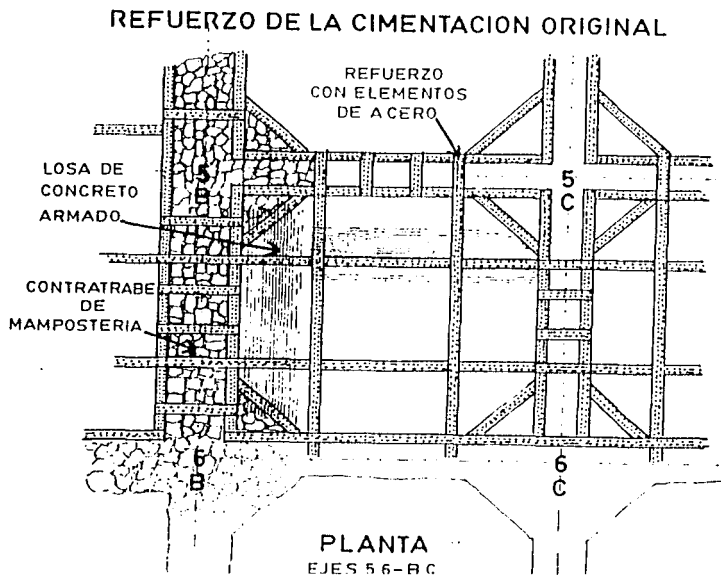 REFUERZO DE LA CIMENTACION ORIGINAL
REFUERZO
CON ELEMENTOS
DE ACERO
LOSA DE
CONCRETO
ARMADO
CONTRATRABE
DE
MAMPOSTERIA
5
B
5
C
6
B
6
C
PLANTA
EJES 5 6-B C